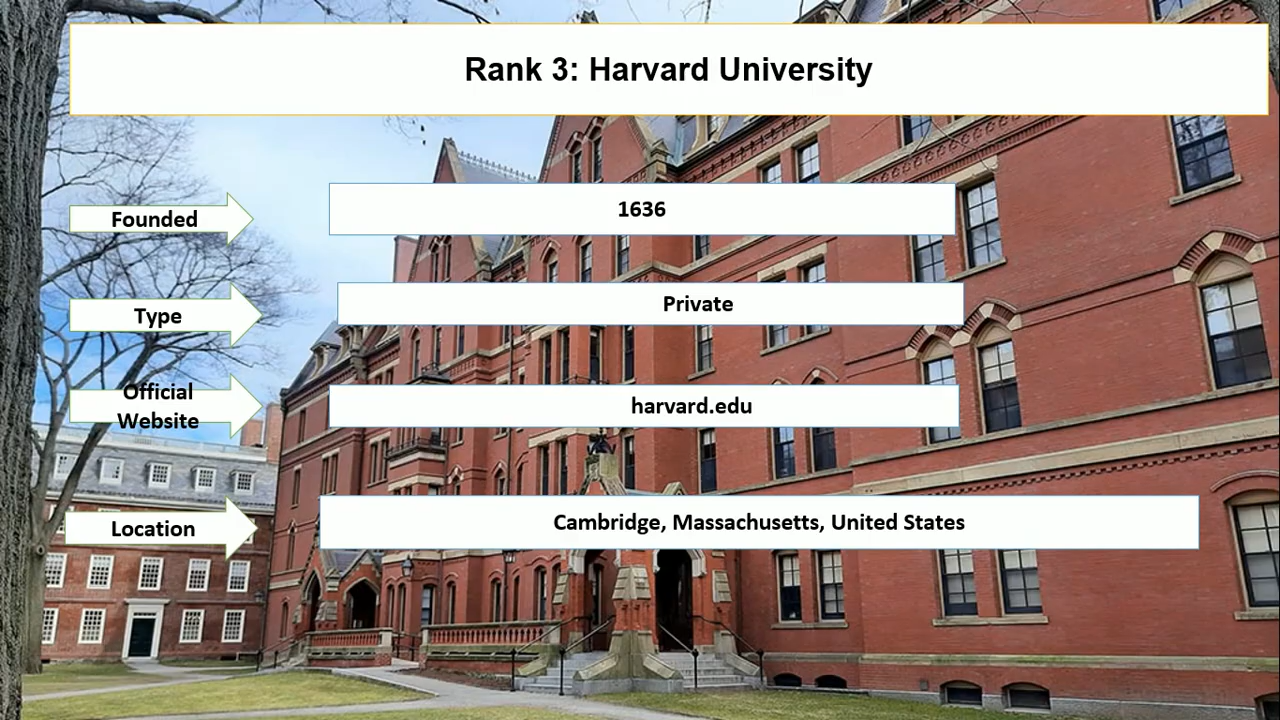 Rank 3: Harvard University
Founded
1636
Type
Private
Official
Website
harvard.edu
Location
Cambridge, Massachusetts, United States